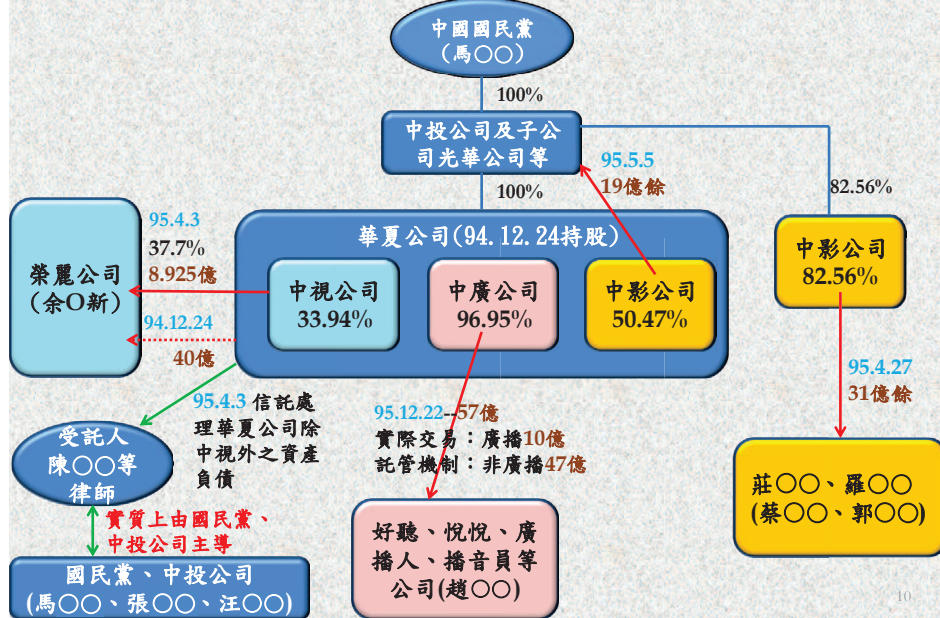 中國國民黨
(馬〇〇)
100%
中投公司及子公
司光華公司等
95.5.5
19億餘
100%
82.56%
華夏公司(94.12.24持股)
中視公司
33.94%
中廣公司
96.95%
中影公司
50.47%
中影公司
82.56%
95.4.3
37.7%
8.925億
榮麗公司
(余O新)
94.12.24
40億
95.4.3 信託處
理華夏公司除
中視外之資產
負債
受託人
陳〇〇等
律師
實質上由國民黨、
中投公司主導
國民黨、中投公司
(馬〇〇、張〇〇、汪〇〇)
95.12.22--57億
實際交易：廣播10億
託管機制：非廣播47億
好聽、悅悅、廣
播人、播音員等
公司(趙〇〇)
95.4.27
31億餘
莊〇〇、羅〇〇
(蔡〇〇、郭〇〇)
10